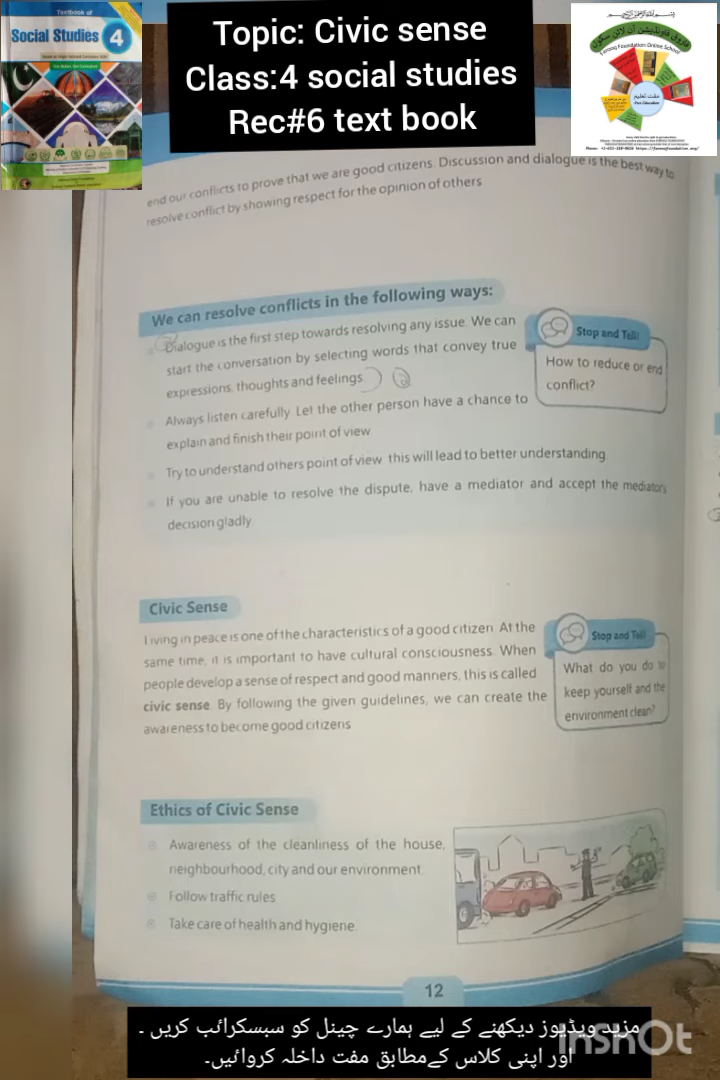 Textbook of
Social Studies 4
Topic: Civic sense
Class:4 social studies
Rec#6 text book
فاروق فاؤنڈیشن آن لائن سکول
Farooq Foundation Online School
مفت تعلیم
Free Education
end our conflicts to prove that we are good citizens. Discussion and dialogue is the best way to
resolve conflict by showing respect for the opinion of others
We can resolve conflicts in the following ways:
Dialogue is the first step towards resolving any issue. We can
start the conversation by selecting words that convey true
expressions, thoughts and feelings
Always listen carefully. Let the other person have a chance to
explain and finish their point of view
Try to understand others point of view this will lead to better understanding.
If you are unable to resolve the dispute, have a mediator and accept the mediator's
decision gladly
Stop and Tell!
How to reduce or end
conflict?
Civic Sense
Living in peace is one of the characteristics of a good citizen. At the
same time, it is important to have cultural consciousness. When
people develop a sense of respect and good manners, this is called
civic sense. By following the given guidelines, we can create the
awareness to become good citizens
Stop and Tell!
What do you do to
keep yourself and the
environment clean?
Ethics of Civic Sense
Awareness of the cleanliness of the house,
neighbourhood, city and our environment.
Follow traffic rules
Take care of health and hygiene.
12
مزید ویڈیوز دیکھنے کے لیے ہمارے چینل کو سبسکرائب کریں ۔
اور اپنی کلاس کےمطابق مفت داخلہ کروائیں۔
InShOt